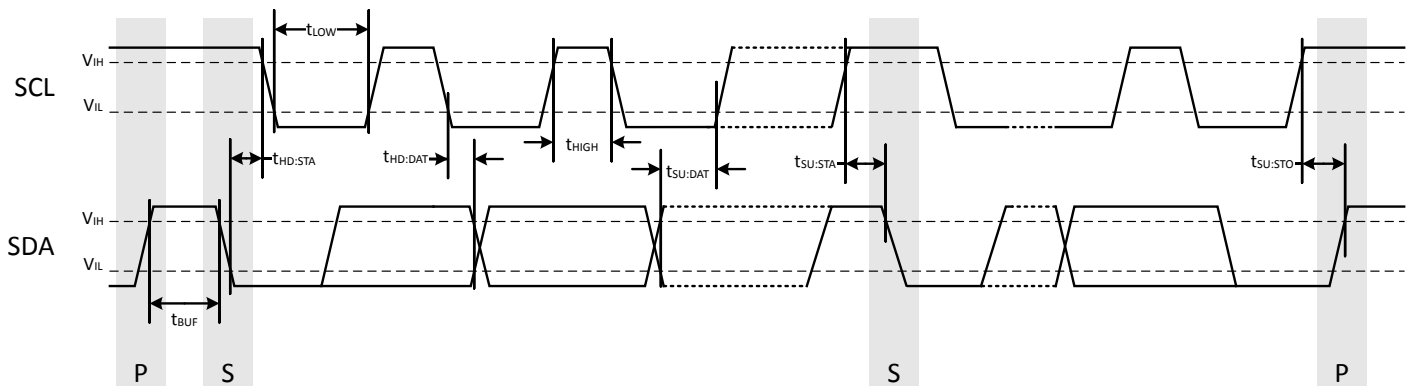 tLOW
VIH
SCL
VIL
tHD:STA
tHD:DAT
tHIGH
tSU:DAT
tSU:STA
tSU:STO
VIH
SDA
VIL
tBUF
P
S
S
P